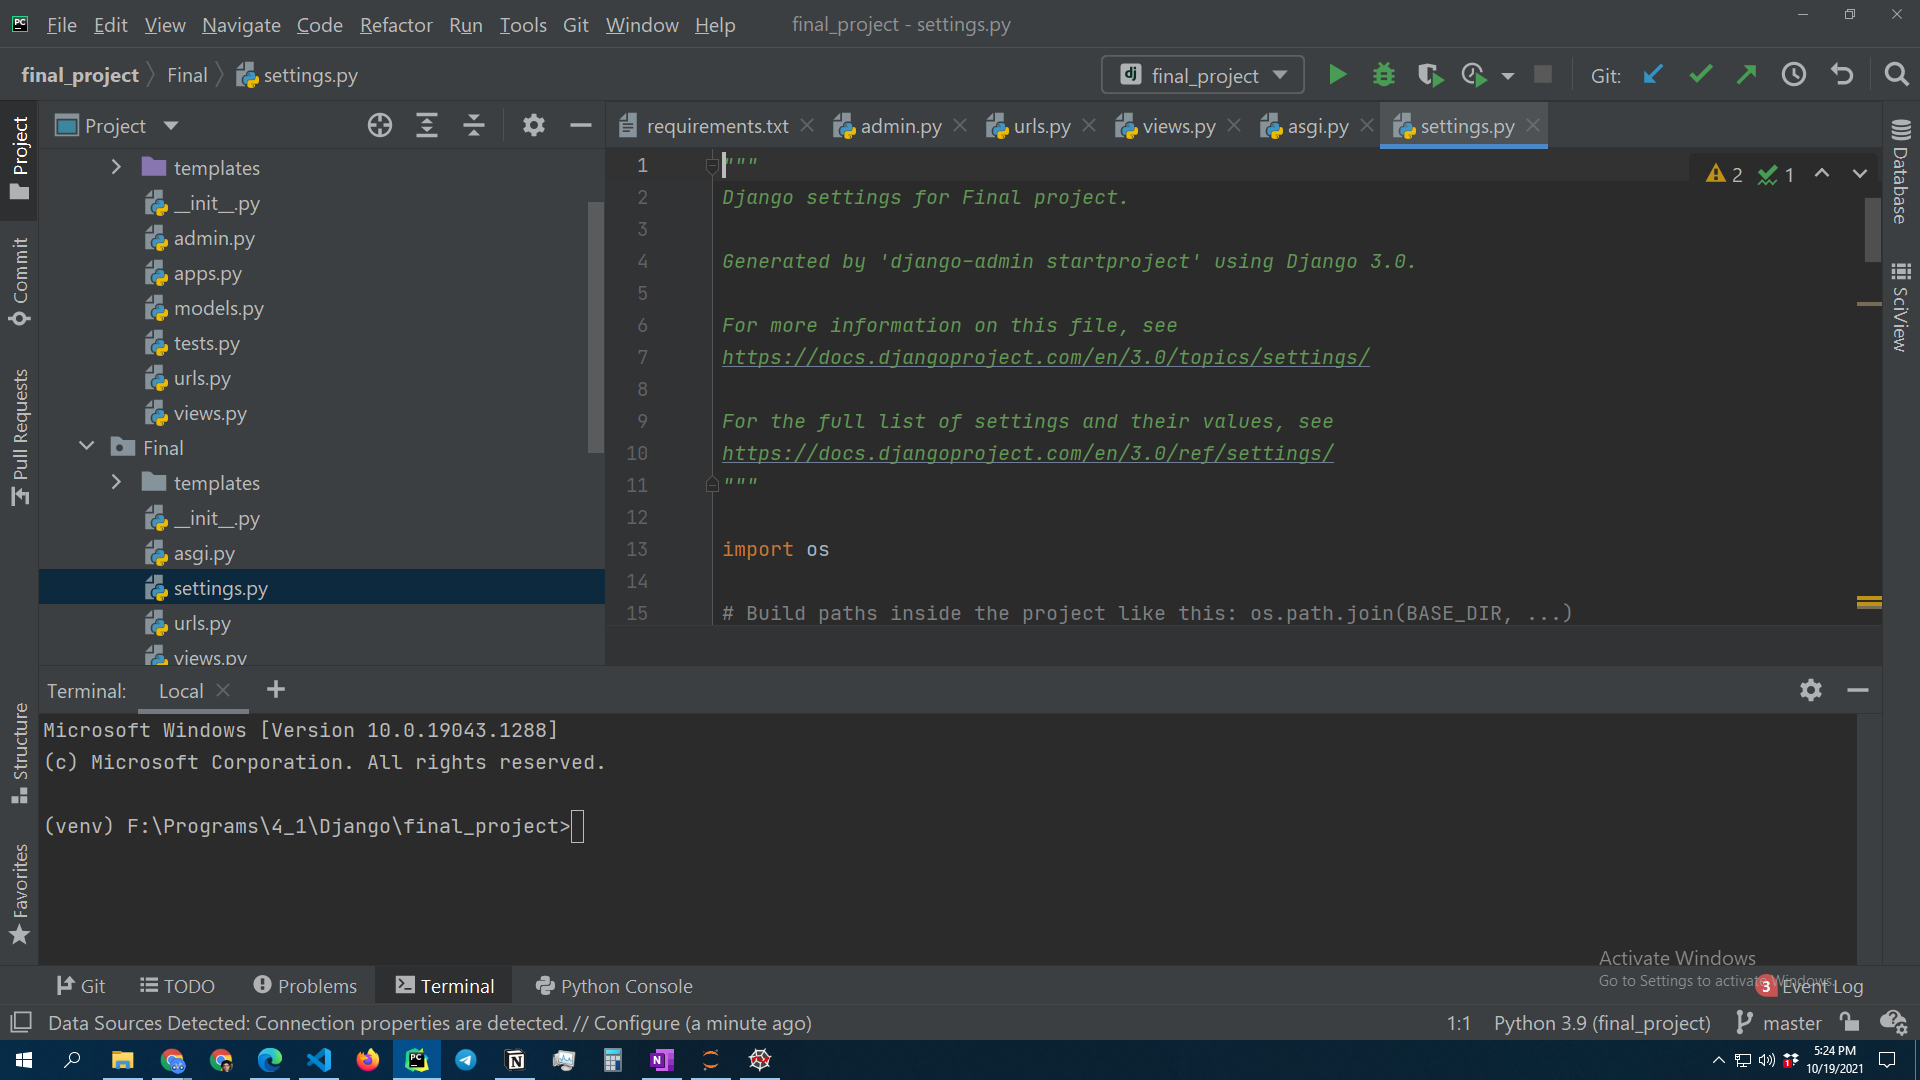 File Edit View Navigate Code Refactor Run Tools Git Window Help final_project - settings.py
final_project Final settings.py
dj final_project Git:
Project
requirements.txt admin.py urls.py views.py asgi.py settings.py
Project
Commit
Pull Requests
Structure
Favorites
templates
__init__.py
admin.py
apps.py
models.py
tests.py
urls.py
views.py
Final
templates
__init__.py
asgi.py
settings.py
urls.py
views.py
2 1
1 """
2 Django settings for Final project.
3
4 Generated by 'django-admin startproject' using Django 3.0.
5
6 For more information on this file, see
7 https://docs.djangoproject.com/en/3.0/topics/settings/
8
9 For the full list of settings and their values, see
10 https://docs.djangoproject.com/en/3.0/ref/settings/
11 """
12
13 import os
14
15 # Build paths inside the project like this: os.path.join(BASE_DIR, ...)
Database
SciView
Terminal: Local
Microsoft Windows [Version 10.0.19043.1288]
(c) Microsoft Corporation. All rights reserved.
(venv) F:\Programs\4_1\Django\final_project>
Activate Windows
Go to Settings to activate Windows.
Git TODO Problems Terminal Python Console 3 Event Log
Data Sources Detected: Connection properties are detected. // Configure (a minute ago) 1:1 Python 3.9 (final_project) master
5:24 PM
10/19/2021